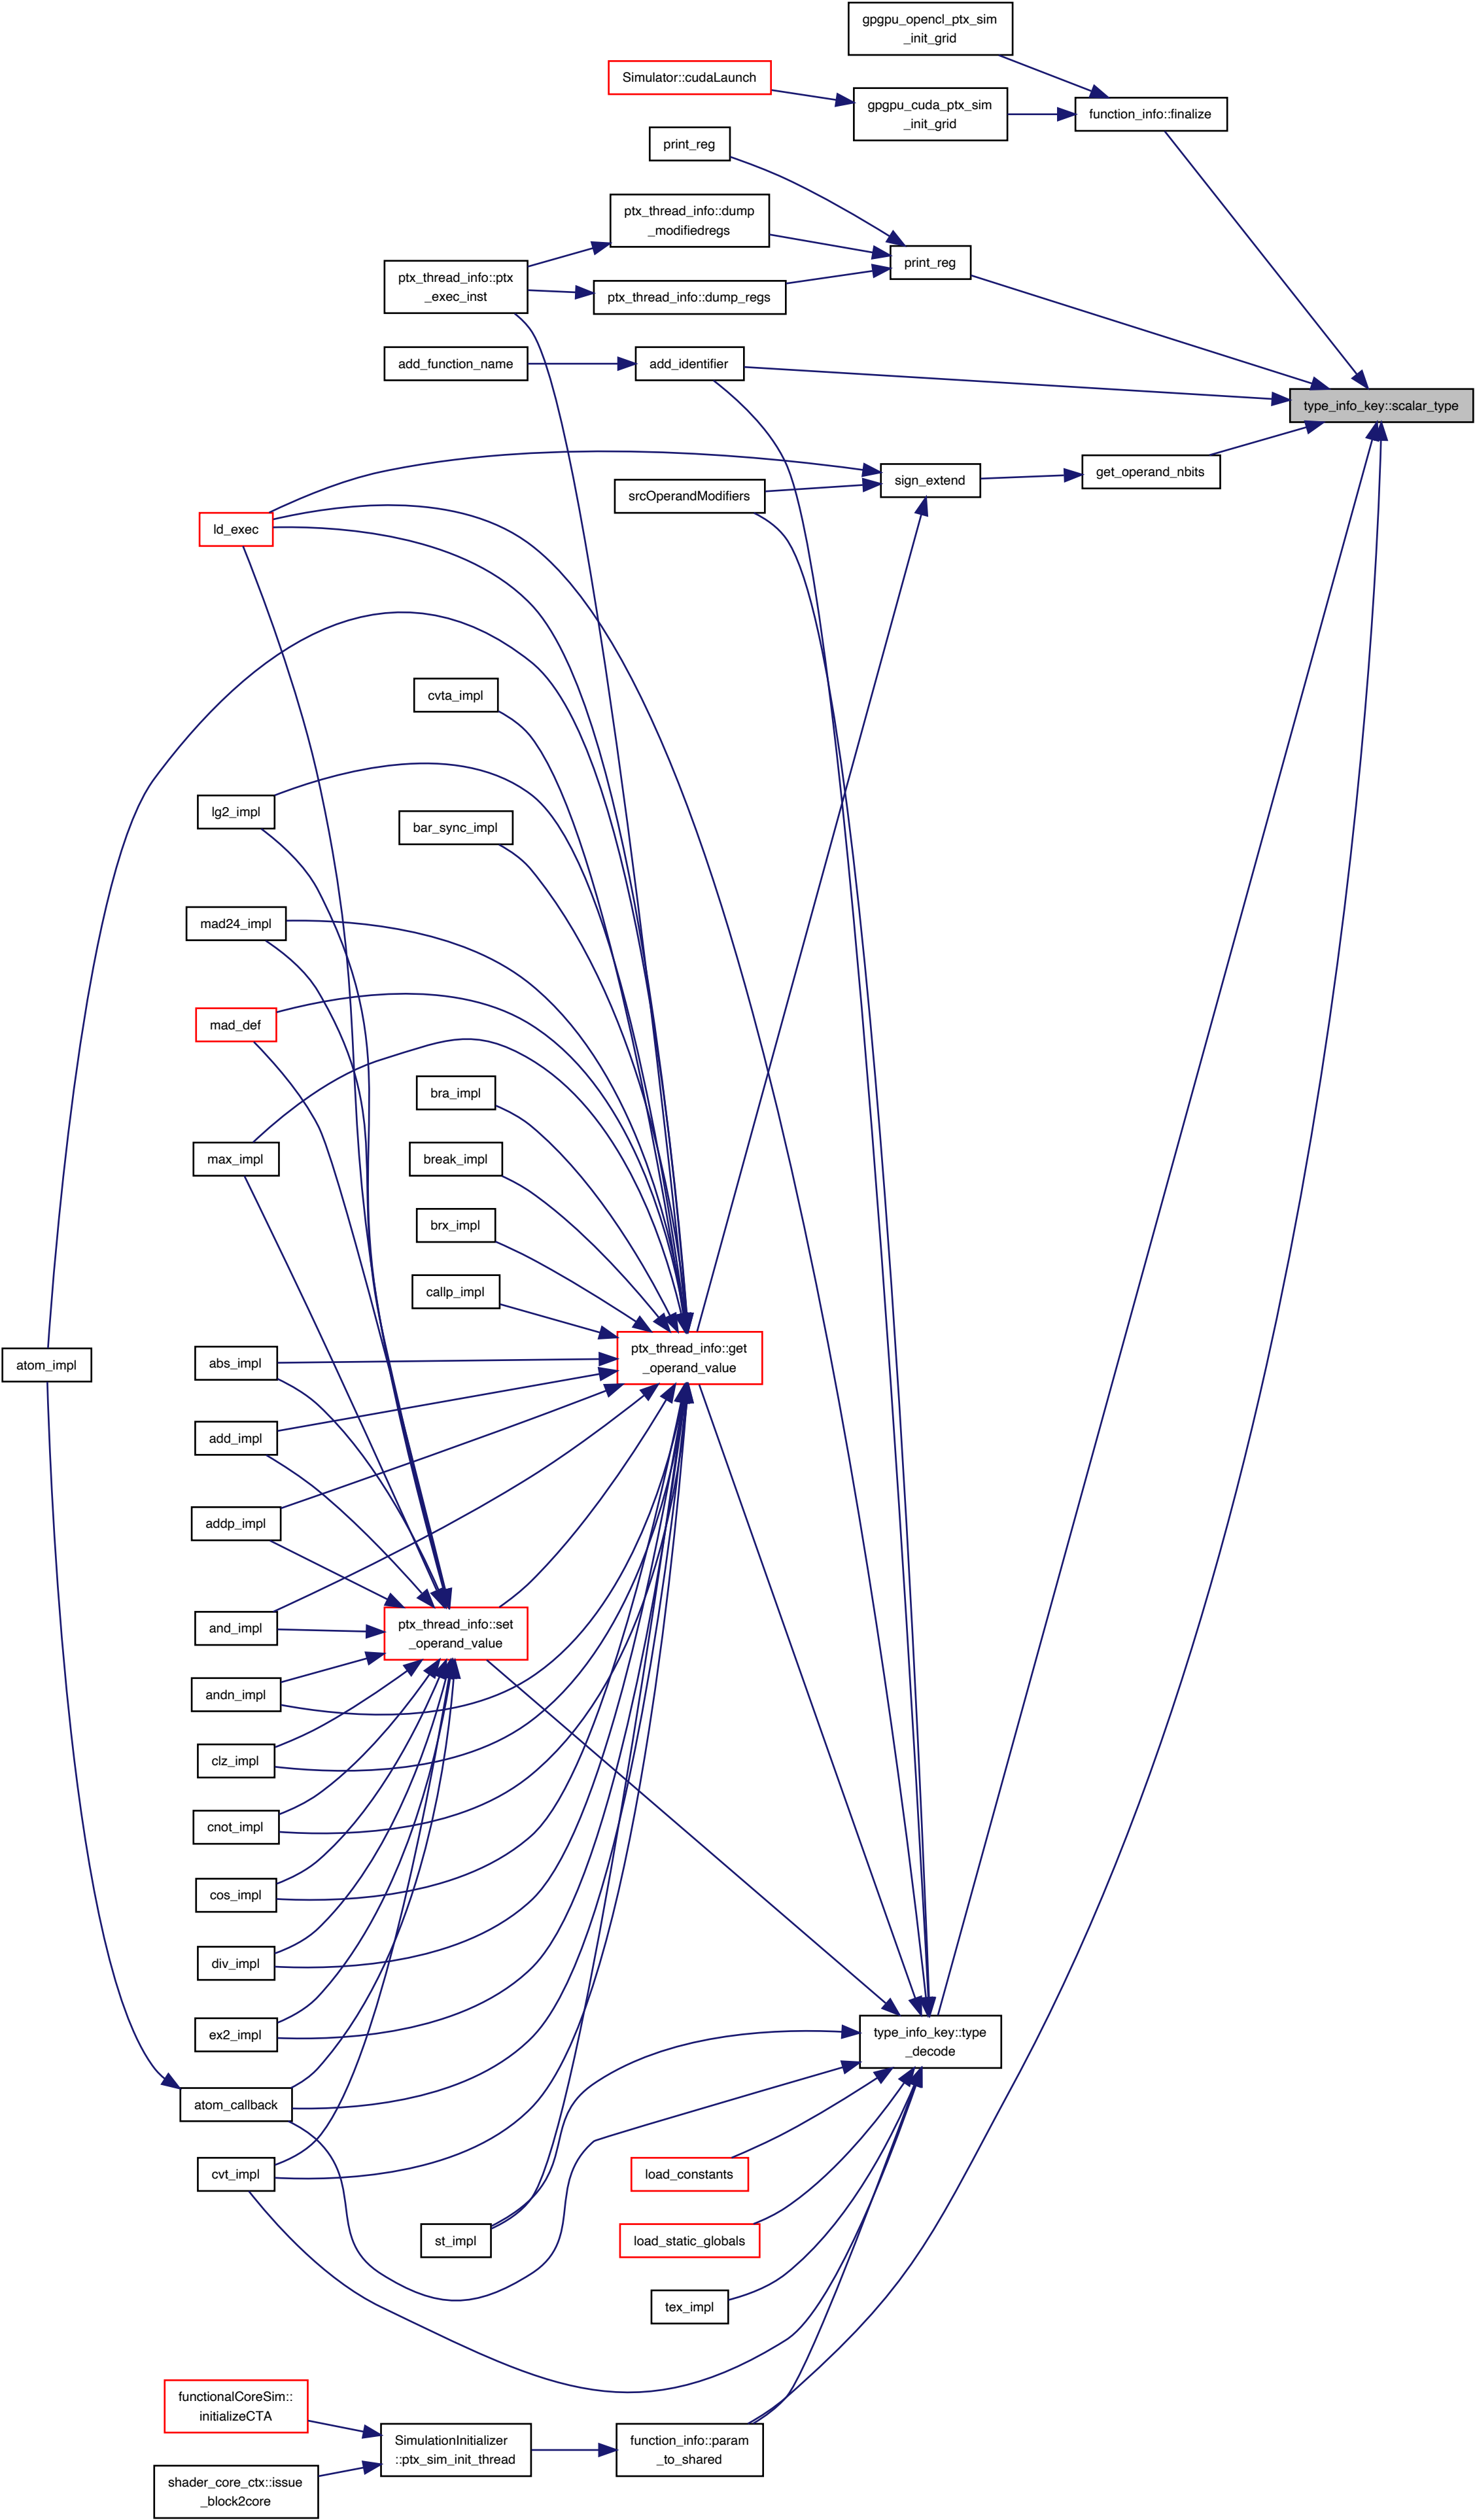 gpgpu_opencl_ptx_sim
_init_grid
Simulator::cudaLaunch
gpgpu_cuda_ptx_sim
_init_grid
function_info::finalize
print_reg
ptx_thread_info::dump
_modifiedregs
print_reg
ptx_thread_info::ptx
_exec_inst
ptx_thread_info::dump_regs
add_function_name
add_identifier
type_info_key::scalar_type
get_operand_nbits
sign_extend
srcOperandModifiers
ld_exec
cvta_impl
lg2_impl
bar_sync_impl
mad24_impl
mad_def
bra_impl
max_impl
break_impl
brx_impl
callp_impl
atom_impl
abs_impl
ptx_thread_info::get
_operand_value
add_impl
addp_impl
and_impl
ptx_thread_info::set
_operand_value
andn_impl
clz_impl
cnot_impl
cos_impl
div_impl
ex2_impl
type_info_key::type
_decode
atom_callback
cvt_impl
load_constants
st_impl
load_static_globals
tex_impl
functionalCoreSim::
initializeCTA
SimulationInitializer
::ptx_sim_init_thread
function_info::param
_to_shared
shader_core_ctx::issue
_block2core